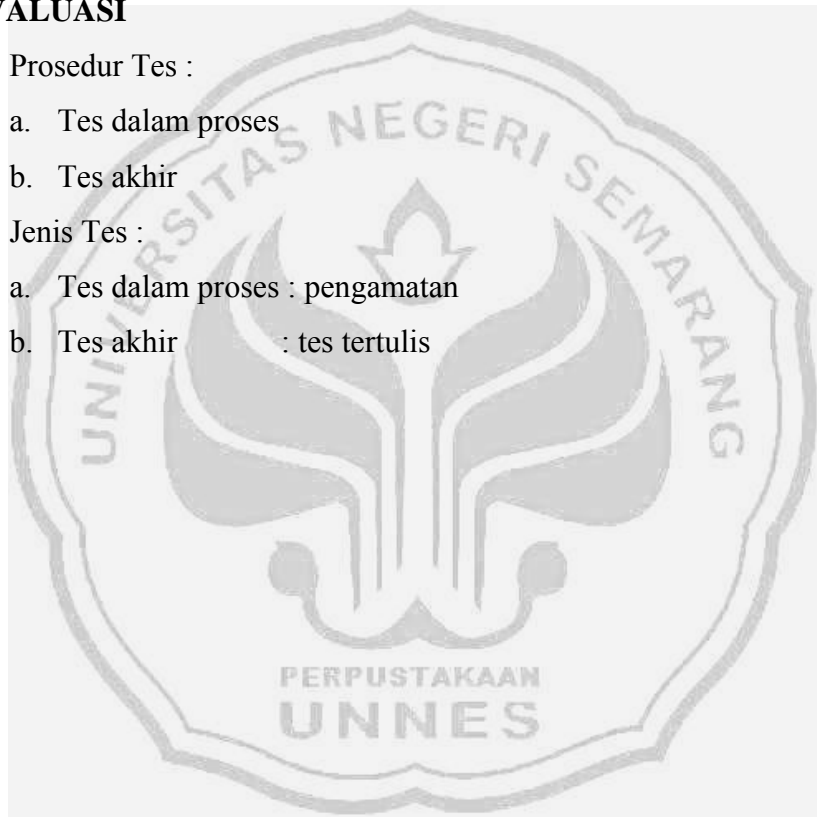 VALUASI
Prosedur Tes :
a. Tes dalam proses
b. Tes akhir
Jenis Tes :
a. Tes dalam proses : pengamatan
b. Tes akhir : tes tertulis
UNIVERSITAS NEGERI SEMARANG
PERPUSTAKAAN
UNNES